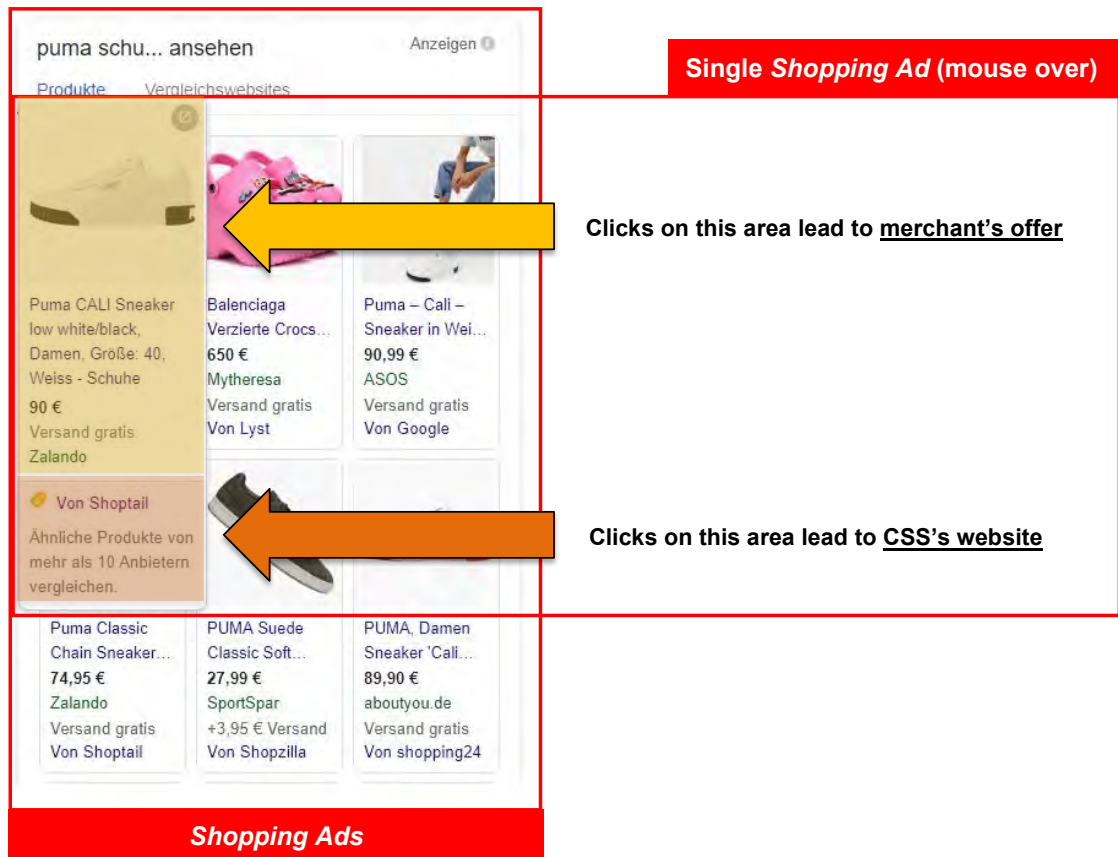 puma schu... ansehen
Anzeigen
Single Shopping Ad (mouse over)
Produkte
Vergleichswebsites
Clicks on this area lead to merchant's offer
Puma CALI Sneaker
low white/black,
Damen, Größe: 40,
Weiss - Schuhe
90 €
Versand gratis
Zalando
Balenciaga
Verzierte Crocs...
650 €
Mytheresa
Versand gratis
Von Lyst
Puma – Cali –
Sneaker in Wei...
90,99 €
ASOS
Versand gratis
Von Google
Von Shoptail
Ähnliche Produkte von
mehr als 10 Anbietern
vergleichen.
Clicks on this area lead to CSS's website
Puma Classic
Chain Sneaker...
74,95 €
Zalando
Versand gratis
Von Shoptail
PUMA Suede
Classic Soft...
27,99 €
SportSpar
+3,95 € Versand
Von Shopzilla
PUMA, Damen
Sneaker 'Cali...
89,90 €
aboutyou.de
Versand gratis
Von shopping24
Shopping Ads